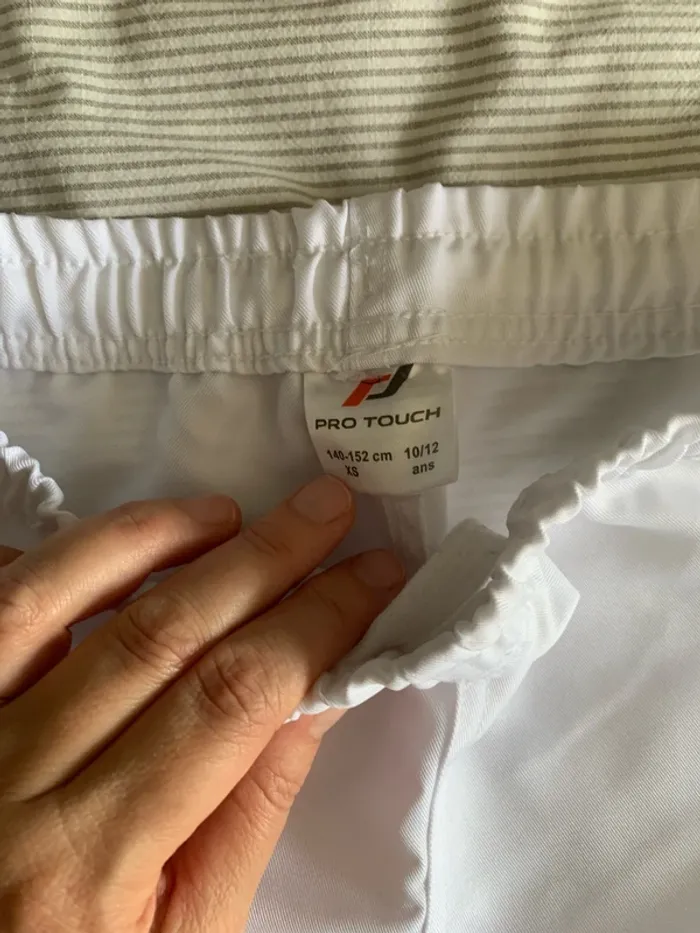 PRO TOUCH
140-152 cm 10/12
XS ans